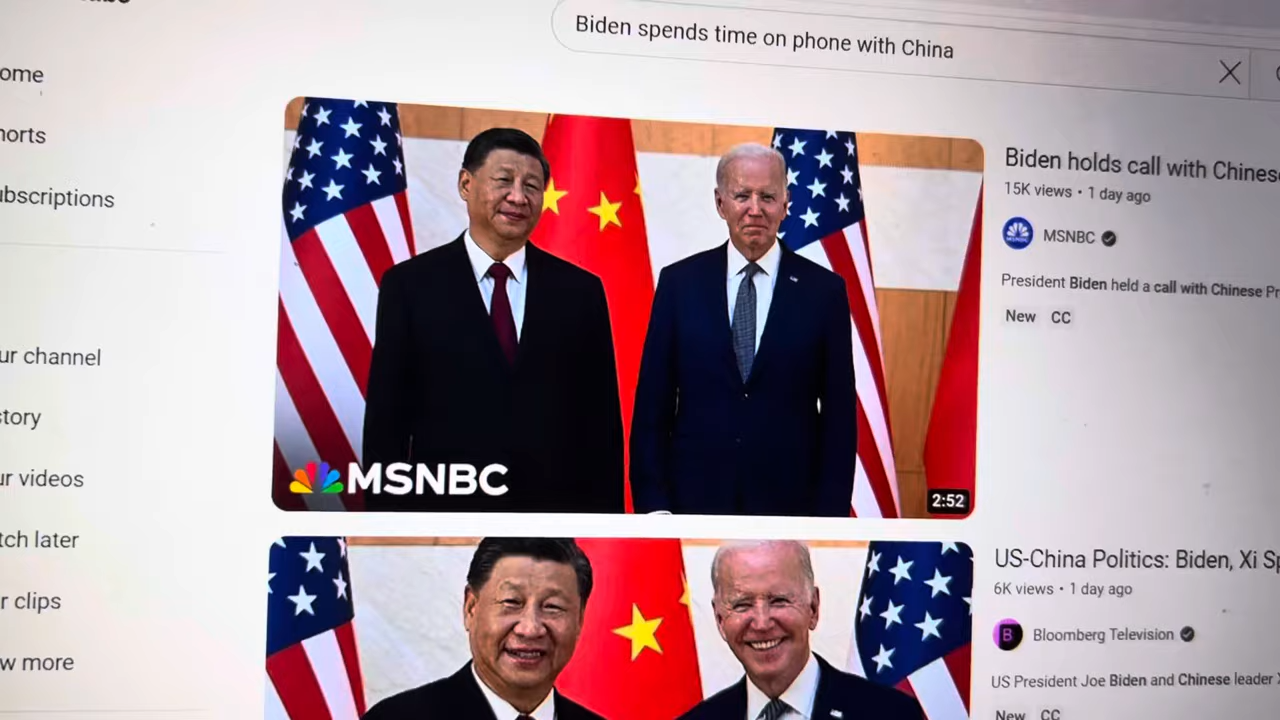 Biden spends time on phone with China
ome
horts
ubscriptions
ur channel
story
ur videos
tch later
r clips
w more
MSNBC
2:52
Biden holds call with Chinese
15K views • 1 day ago
MSNBC
President Biden held a call with Chinese Pr
New CC
US-China Politics: Biden, Xi Sp
6K views • 1 day ago
B
Bloomberg Television
US President Joe Biden and Chinese leader X
New CC